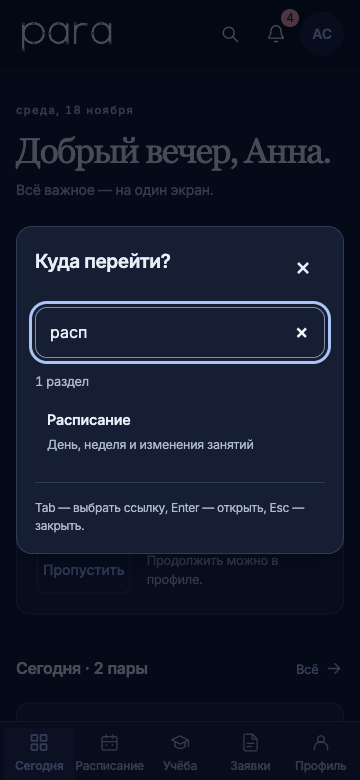 para
4
АС
среда, 18 ноября
Добрый вечер, Анна.
Всё важное — на один экран.
Куда перейти?
расп
1 раздел
Расписание
День, неделя и изменения занятий
Tab — выбрать ссылку, Enter — открыть, Esc —
закрыть.
Пропустить
Продолжить можно в
профиле.
Сегодня · 2 пары
Всё →
Сегодня
Расписание
Учёба
Заявки
Профиль